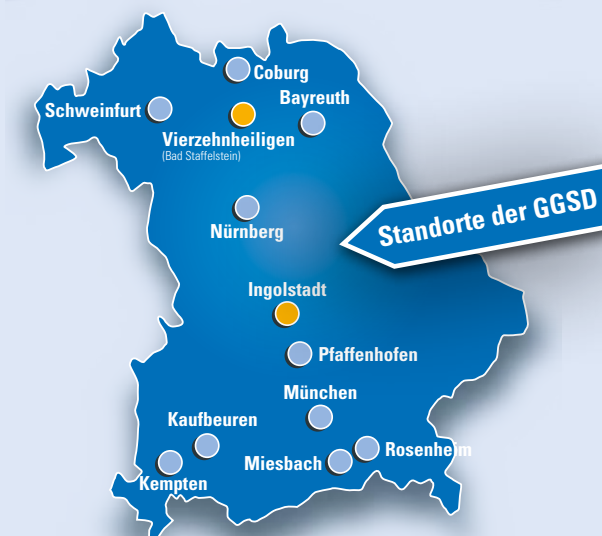 Coburg
Schweinfurt
Bayreuth
Vierzehnheiligen
(Bad Staffelstein)
Standorte der GGSD
Nürnberg
Ingolstadt
Pfaffenhofen
München
Kaufbeuren
Rosenheim
Miesbach
Kempten